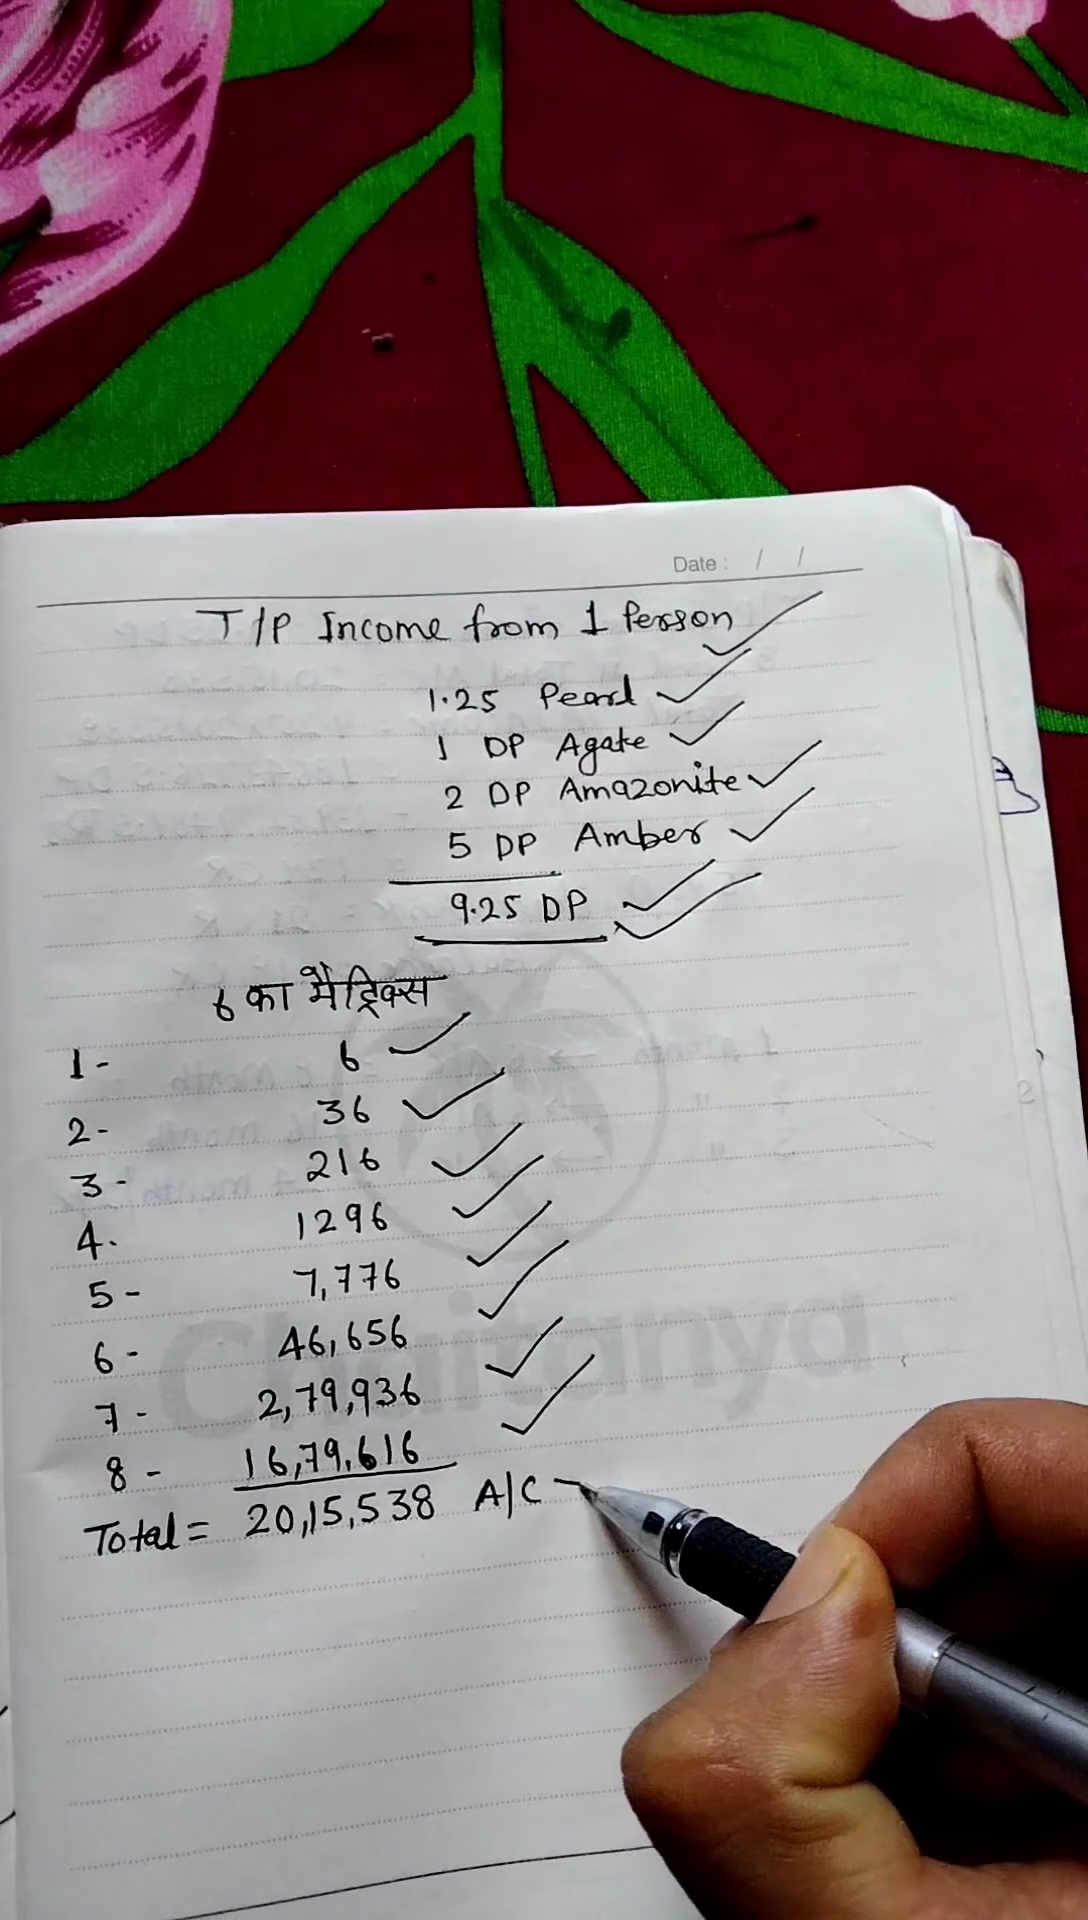 Date : / /
T/P Income from 1 Person
1.25 Pearl
1 DP Agate
2 DP Amazonite
5 DP Amber
9.25 DP
6 का मैट्रिक्स
1- 6
2- 36
3- 216
4. 1296
5- 7,776
6- 46,656
7- 2,79,936
8- 16,79,616
Total = 20,15,538 A/C
Chaitanya